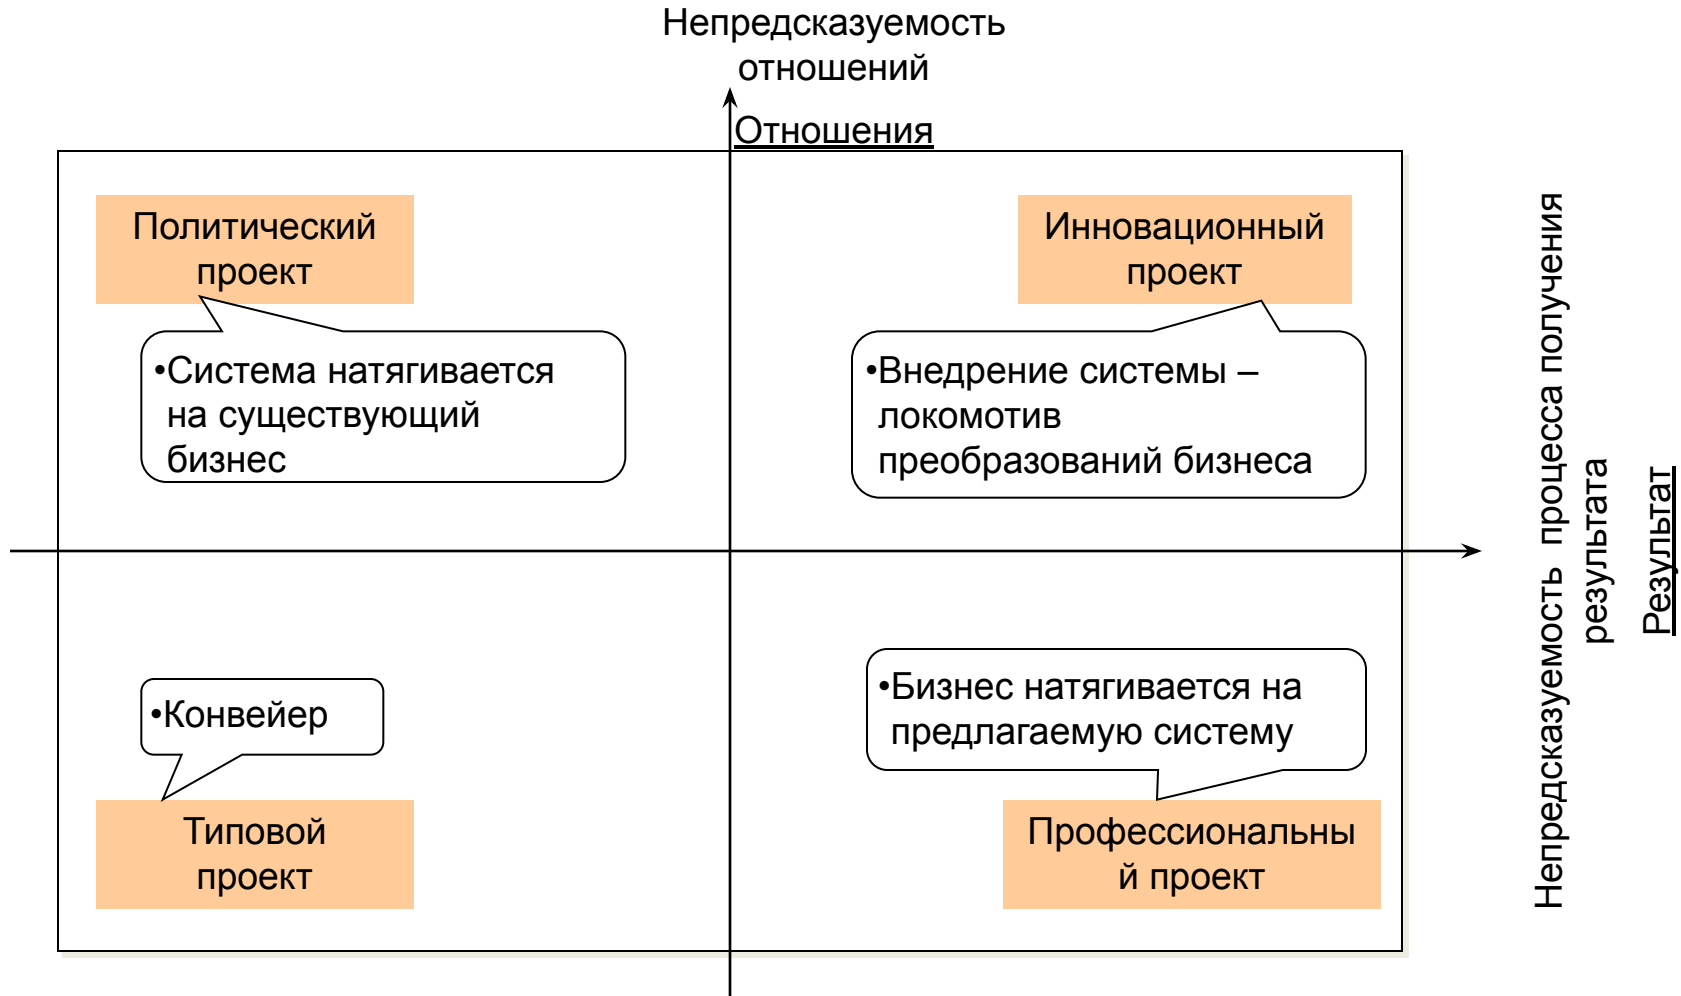 Непредсказуемость
отношений
Отношения
Политический
проект
•Система натягивается
на существующий
бизнес
Инновационный
проект
•Внедрение системы –
локомотив
преобразований бизнеса
•Конвейер
Типовой
проект
•Бизнес натягивается на
предлагаемую систему
Профессиональны
й проект
Непредсказуемость процесса получения
результата
Результат